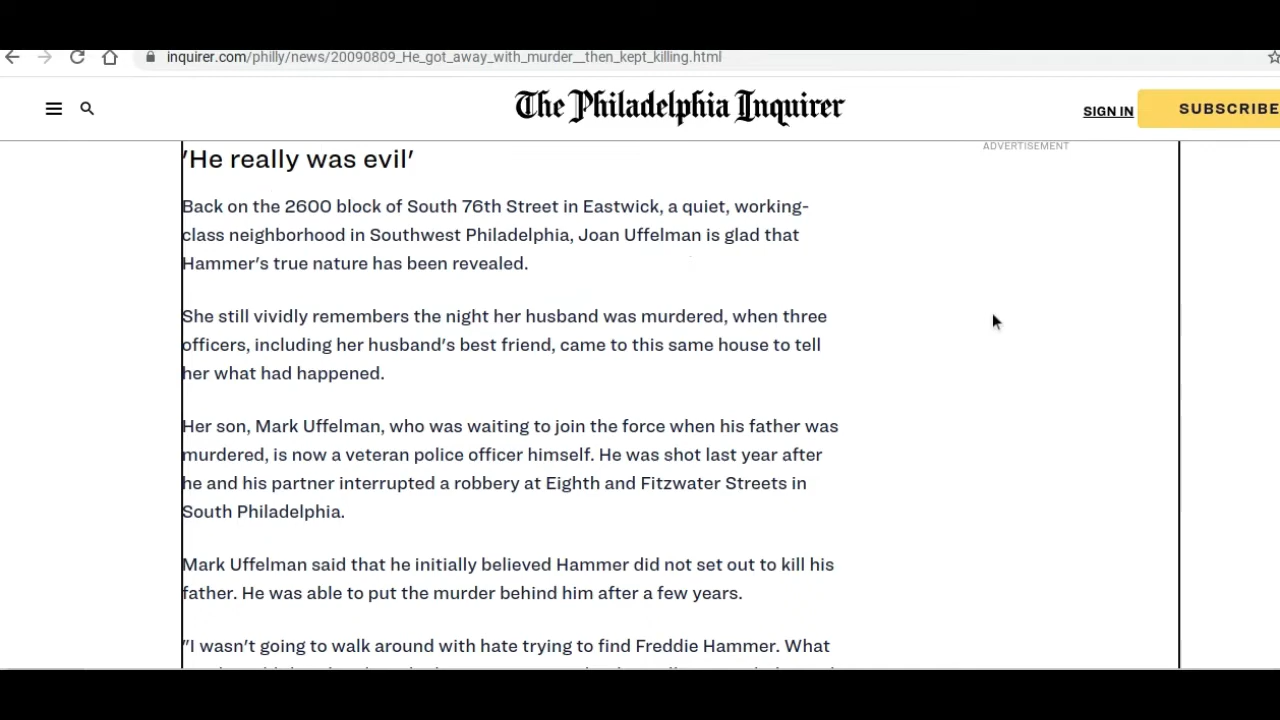 inquirer.com/philly/news/20090809_He_got_away_with_murder__then_kept_killing.html
The Philadelphia Inquirer
SIGN IN
SUBSCRIBE
ADVERTISEMENT
'He really was evil'
Back on the 2600 block of South 76th Street in Eastwick, a quiet, working-
class neighborhood in Southwest Philadelphia, Joan Uffelman is glad that
Hammer's true nature has been revealed.
She still vividly remembers the night her husband was murdered, when three
officers, including her husband's best friend, came to this same house to tell
her what had happened.
Her son, Mark Uffelman, who was waiting to join the force when his father was
murdered, is now a veteran police officer himself. He was shot last year after
he and his partner interrupted a robbery at Eighth and Fitzwater Streets in
South Philadelphia.
Mark Uffelman said that he initially believed Hammer did not set out to kill his
father. He was able to put the murder behind him after a few years.
"I wasn't going to walk around with hate trying to find Freddie Hammer. What